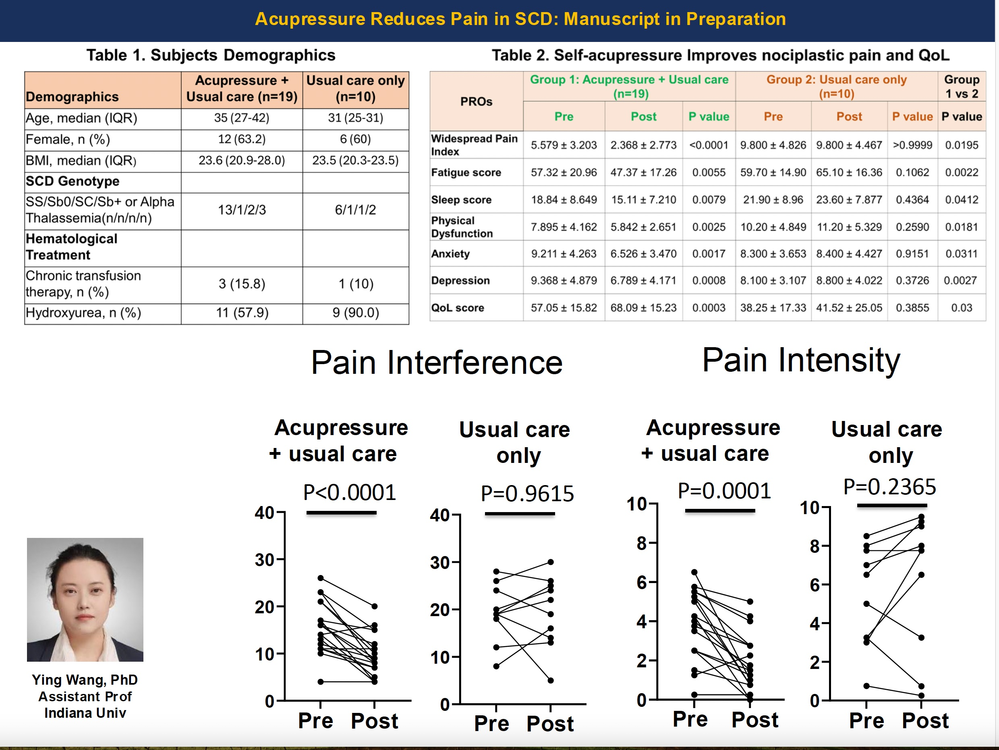 Acupressure Reduces Pain in SCD: Manuscript in Preparation
Table 1. Subjects Demographics
Demographics	Acupressure + Usual care (n=19)	Usual care only (n=10)
Age, median (IQR)	35 (27-42)	31 (25-31)
Female, n (%)	12 (63.2)	6 (60)
BMI, median (IQR)	23.6 (20.9-28.0)	23.5 (20.3-23.5)
SCD Genotype
SS/Sb0/SC/Sb+ or Alpha Thalassemia(n/n/n/n)	13/1/2/3	6/1/1/2
Hematological Treatment
Chronic transfusion therapy, n (%)	3 (15.8)	1 (10)
Hydroxyurea, n (%)	11 (57.9)	9 (90.0)
Table 2. Self-acupressure Improves nociplastic pain and QoL
PROs	Group 1: Acupressure + Usual care (n=19)	Group 2: Usual care only (n=10)	Group 1 vs 2
Pre	Post	P value	Pre	Post	P value	P value
Widespread Pain Index	5.579 ± 3.203	2.368 ± 2.773	<0.0001	9.800 ± 4.826	9.800 ± 4.467	>0.9999	0.0195
Fatigue score	57.32 ± 20.96	47.37 ± 17.26	0.0055	59.70 ± 14.90	65.10 ± 16.36	0.1062	0.0022
Sleep score	18.84 ± 8.649	15.11 ± 7.210	0.0079	21.90 ± 8.96	23.60 ± 7.877	0.4364	0.0412
Physical Dysfunction	7.895 ± 4.162	5.842 ± 2.651	0.0025	10.20 ± 4.849	11.20 ± 5.329	0.2590	0.0181
Anxiety	9.211 ± 4.263	6.526 ± 3.470	0.0017	8.300 ± 3.653	8.400 ± 4.427	0.9151	0.0311
Depression	9.368 ± 4.879	6.789 ± 4.171	0.0008	8.100 ± 3.107	8.800 ± 4.022	0.3726	0.0027
QoL score	57.05 ± 15.82	68.09 ± 15.23	0.0003	38.25 ± 17.33	41.52 ± 25.05	0.3855	0.03
Pain Interference
Acupressure
+ usual care
P<0.0001
40
30
20
10
0
Pre Post
Usual care
only
P=0.9615
40
30
20
10
0
Pre Post
Pain Intensity
Acupressure
+ usual care
P=0.0001
10
8
6
4
2
0
Pre Post
Usual care
only
P=0.2365
10
8
6
4
2
0
Pre Post
Ying Wang, PhD
Assistant Prof
Indiana Univ